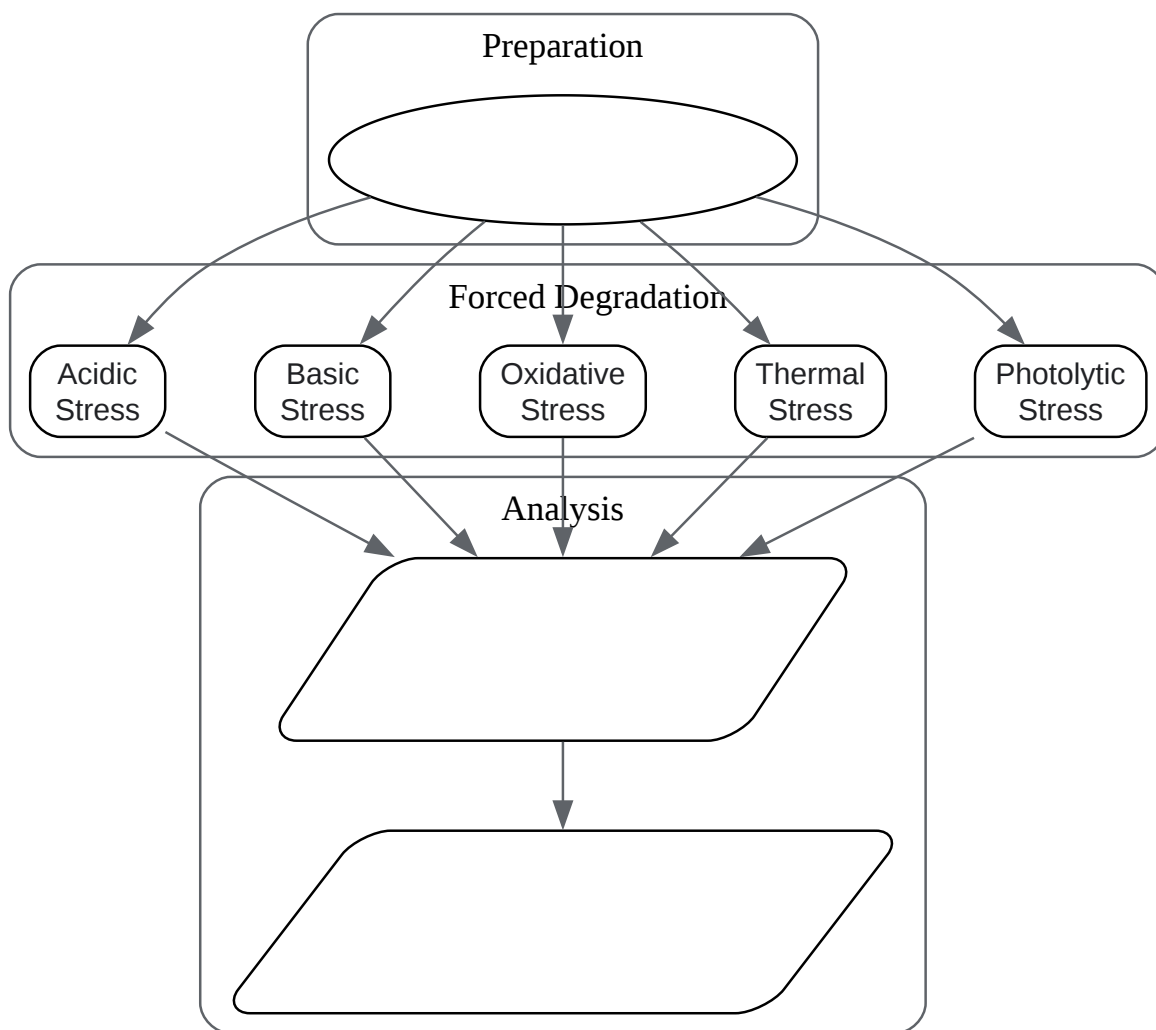 Preparation
Forced Degradation
Acidic
Stress
Basic
Stress
Oxidative
Stress
Thermal
Stress
Photolytic
Stress
Analysis